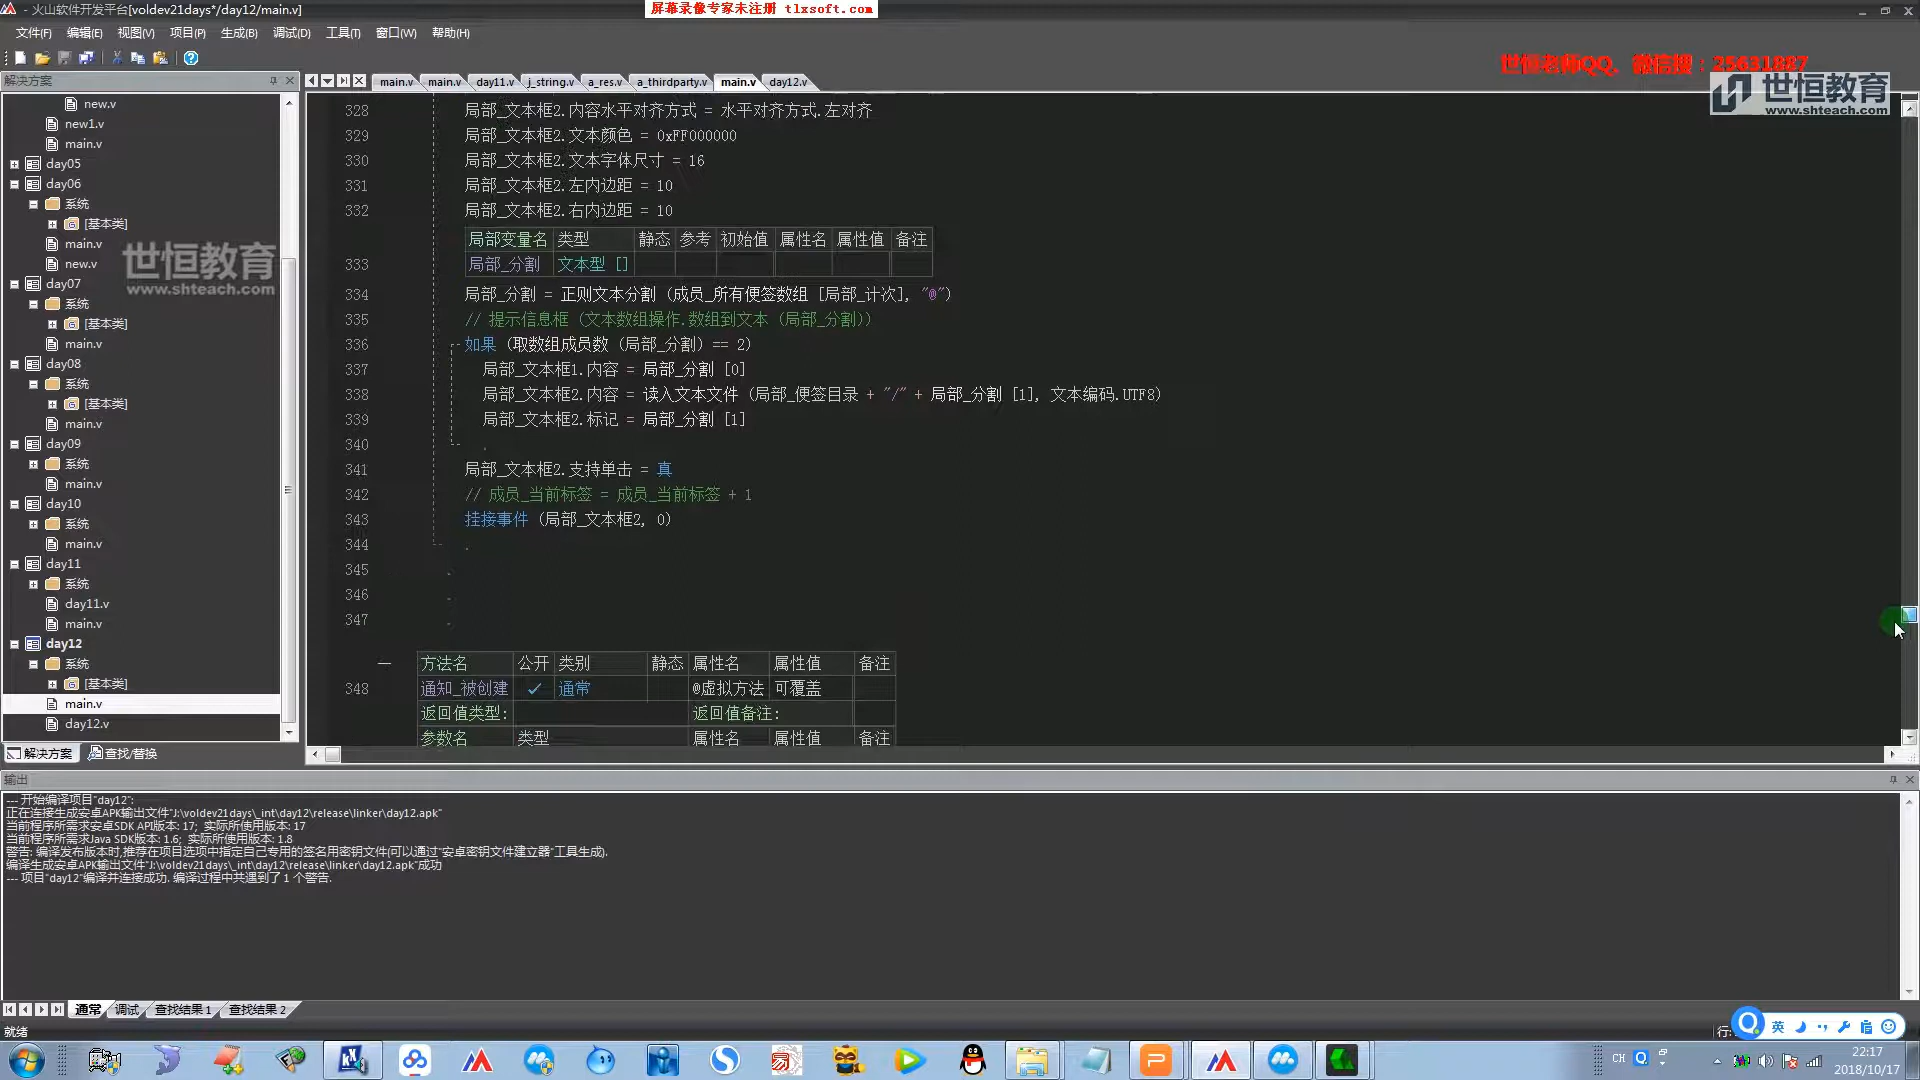 - 火山软件开发平台[voldev21days*/day12/main.v]
屏幕录像专家未注册 tlxsoft.com
文件(F) 编辑(E) 视图(V) 项目(P) 生成(B) 调试(D) 工具(T) 窗口(W) 帮助(H)
世恒老师QQ、微信搜:25631887
世恒教育
www.shteach.com
解决方案
main.v main.v day11.v j_string.v a_res.v a_thirdparty.v main.v day12.v
new.v
new1.v
main.v
day05
day06
系统
[基本类]
main.v
new.v
day07
系统
[基本类]
main.v
day08
系统
[基本类]
main.v
day09
系统
main.v
day10
系统
main.v
day11
系统
day11.v
main.v
day12
系统
[基本类]
main.v
day12.v
世恒教育
www.shteach.com
解决方案 查找/替换
328 局部_文本框2.内容水平对齐方式 = 水平对齐方式.左对齐
329 局部_文本框2.文本颜色 = 0xFF000000
330 局部_文本框2.文本字体尺寸 = 16
331 局部_文本框2.左内边距 = 10
332 局部_文本框2.右内边距 = 10
局部变量名 类型 静态 参考 初始值 属性名 属性值 备注
333 局部_分割 文本型 []
334 局部_分割 = 正则文本分割 (成员_所有便签数组 [局部_计次], "@")
335 // 提示信息框 (文本数组操作.数组到文本 (局部_分割))
336 如果 (取数组成员数 (局部_分割) == 2)
337 局部_文本框1.内容 = 局部_分割 [0]
338 局部_文本框2.内容 = 读入文本文件 (局部_便签目录 + "/" + 局部_分割 [1], 文本编码.UTF8)
339 局部_文本框2.标记 = 局部_分割 [1]
340
341 局部_文本框2.支持单击 = 真
342 // 成员_当前标签 = 成员_当前标签 + 1
343 挂接事件 (局部_文本框2, 0)
344
345
346
347
方法名 公开 类别 静态 属性名 属性值 备注
348 通知_被创建 ✓ 通常 @虚拟方法 可覆盖
返回值类型: 返回值备注:
参数名 类型 属性名 属性值 备注
输出
--- 开始编译项目"day12":
正在连接生成安卓APK输出文件"J:\voldev21days\_int\day12\release\linker\day12.apk"
当前程序所需求安卓SDK API版本: 17; 实际所使用版本: 17
当前程序所需求Java SDK版本: 1.6; 实际所使用版本: 1.8
警告: 编译发布版本时,推荐在项目选项中指定自己专用的签名用密钥文件(可以通过"安卓密钥文件建立器"工具生成).
编译生成安卓APK输出文件"J:\voldev21days\_int\day12\release\linker\day12.apk"成功
--- 项目"day12"编译并连接成功. 编译过程中共遇到了 1 个警告.
通常 调试 查找结果 1 查找结果 2
就绪
行:
英
CH
22:17
2018/10/17